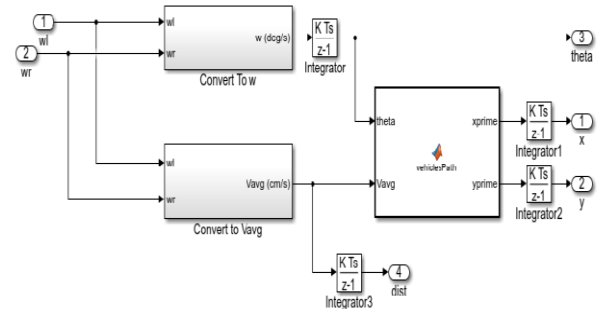 1
wl
2
wr
wl
w (deg/s)
wr
Convert To w
K Ts
z-1
Integrator
3
theta
theta
xprime
vehiclesPath
Vavg
yprime
K Ts
z-1
Integrator1
1
x
K Ts
z-1
Integrator2
2
y
wl
Vavg (cm/s)
wr
Convert to Vavg
K Ts
z-1
Integrator3
4
dist